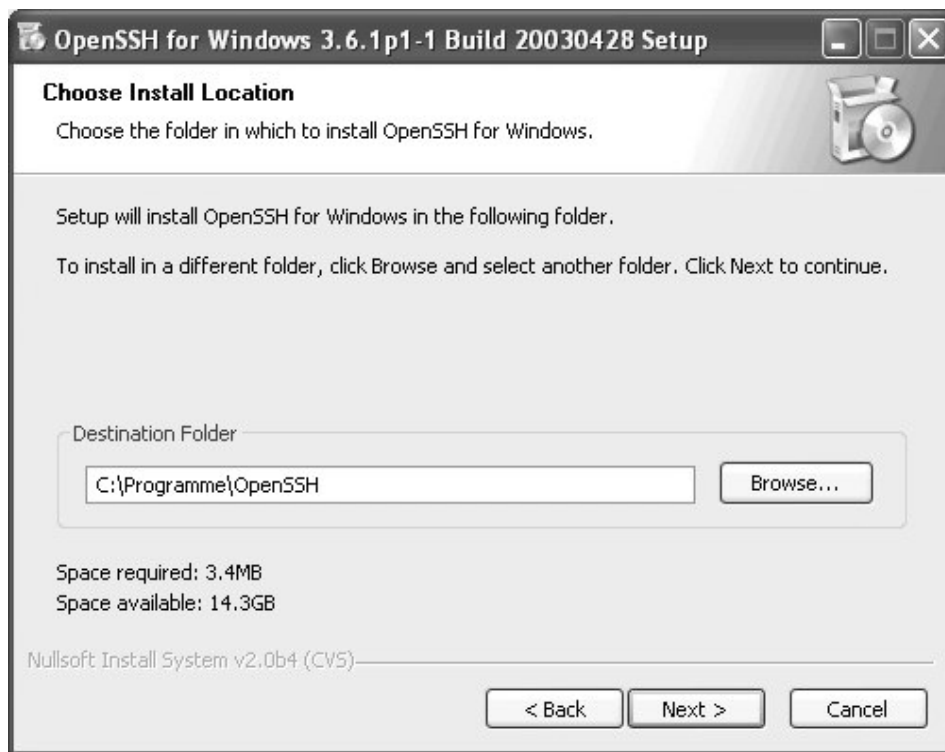 OpenSSH for Windows 3.6.1p1-1 Build 20030428 Setup
Choose Install Location
Choose the folder in which to install OpenSSH for Windows.
Setup will install OpenSSH for Windows in the following folder.
To install in a different folder, click Browse and select another folder. Click Next to continue.
Destination Folder
C:\Programme\OpenSSH
Browse...
Space required: 3.4MB
Space available: 14.3GB
Nullsoft Install System v2.0b4 (CVS)
< Back
Next >
Cancel